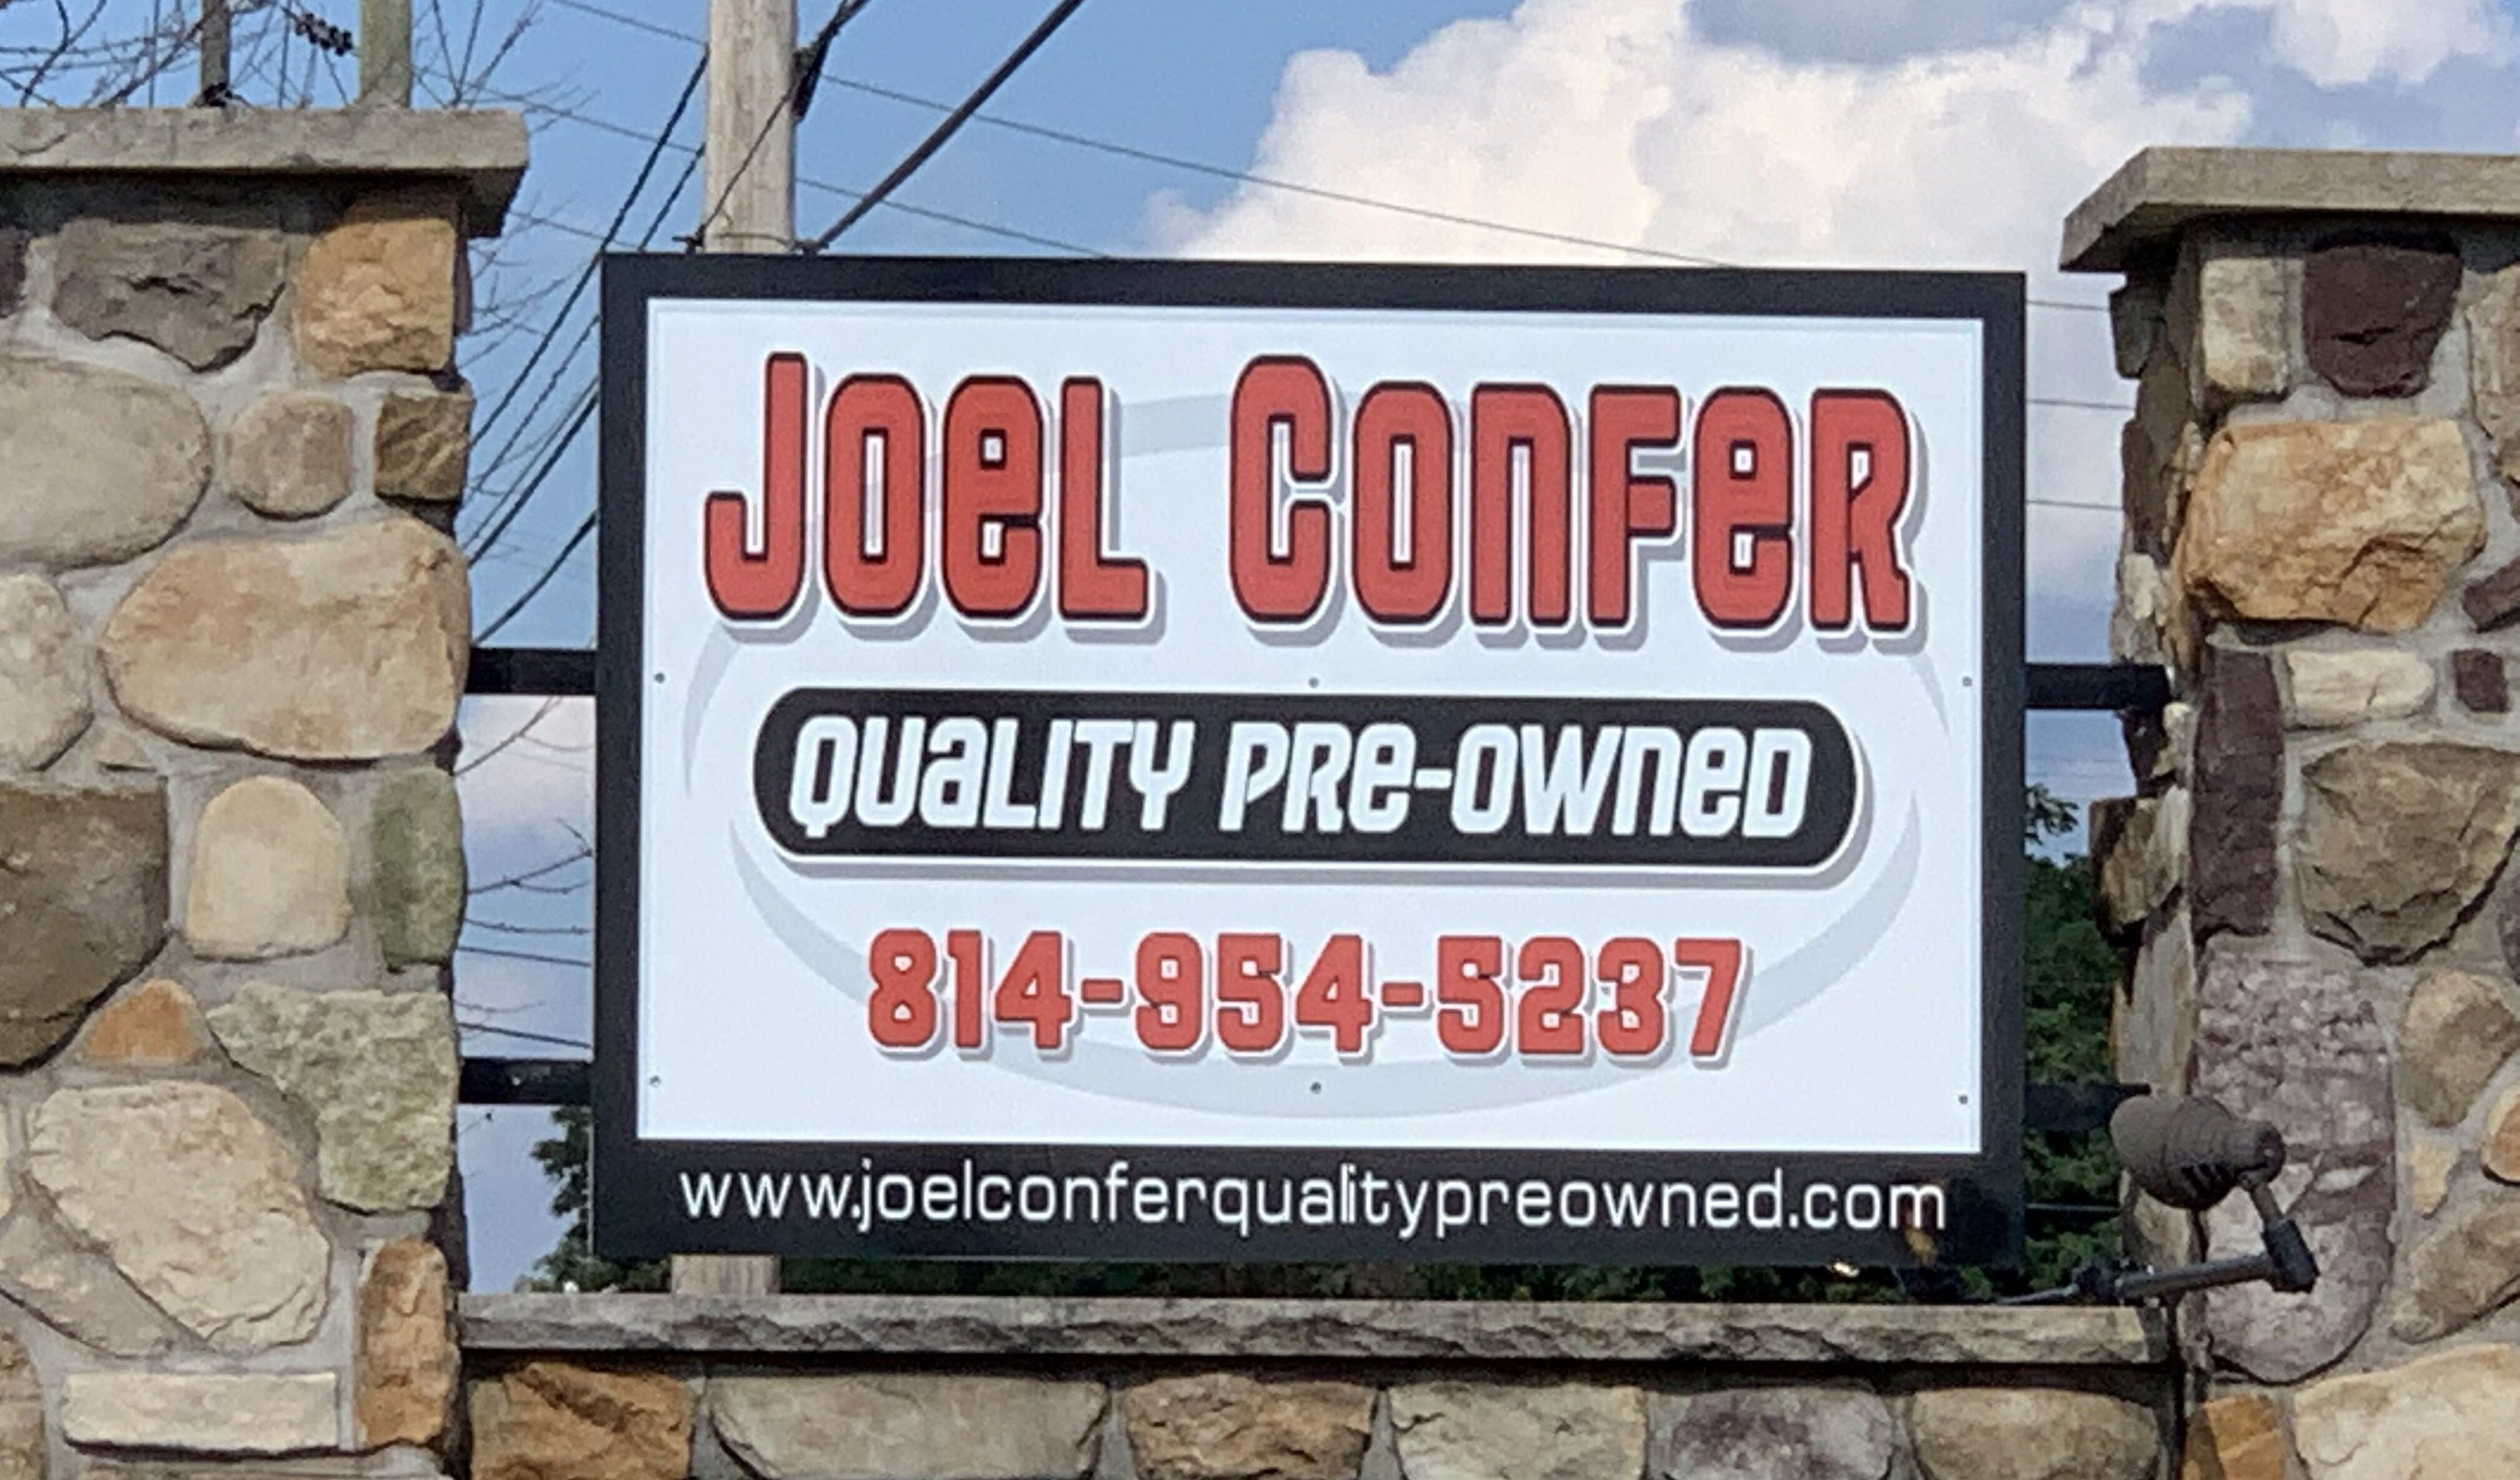 Joel Confer
Quality Pre-Owned
814-954-5237
www.joelconferqualitypreowned.com